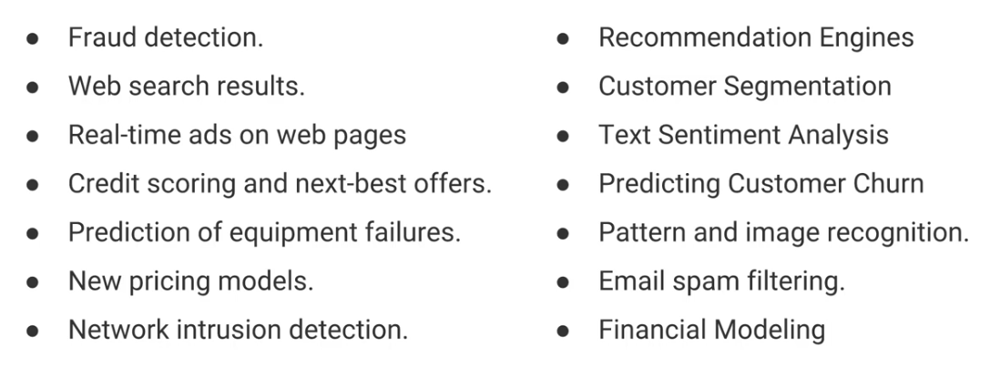 ● Fraud detection.
● Web search results.
● Real-time ads on web pages
● Credit scoring and next-best offers.
● Prediction of equipment failures.
● New pricing models.
● Network intrusion detection.
● Recommendation Engines
● Customer Segmentation
● Text Sentiment Analysis
● Predicting Customer Churn
● Pattern and image recognition.
● Email spam filtering.
● Financial Modeling